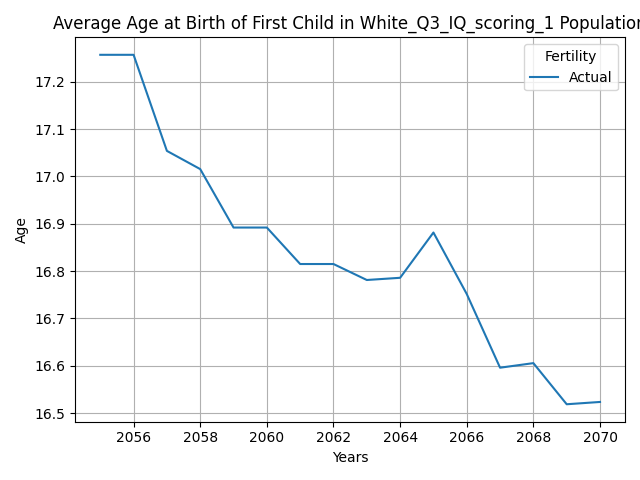 Average Age at Birth of First Child in White_Q3_IQ_scoring_1 Population
Fertility
Actual
17.2
17.1
17.0
16.9
16.8
16.7
16.6
16.5
Age
2056 2058 2060 2062 2064 2066 2068 2070
Years